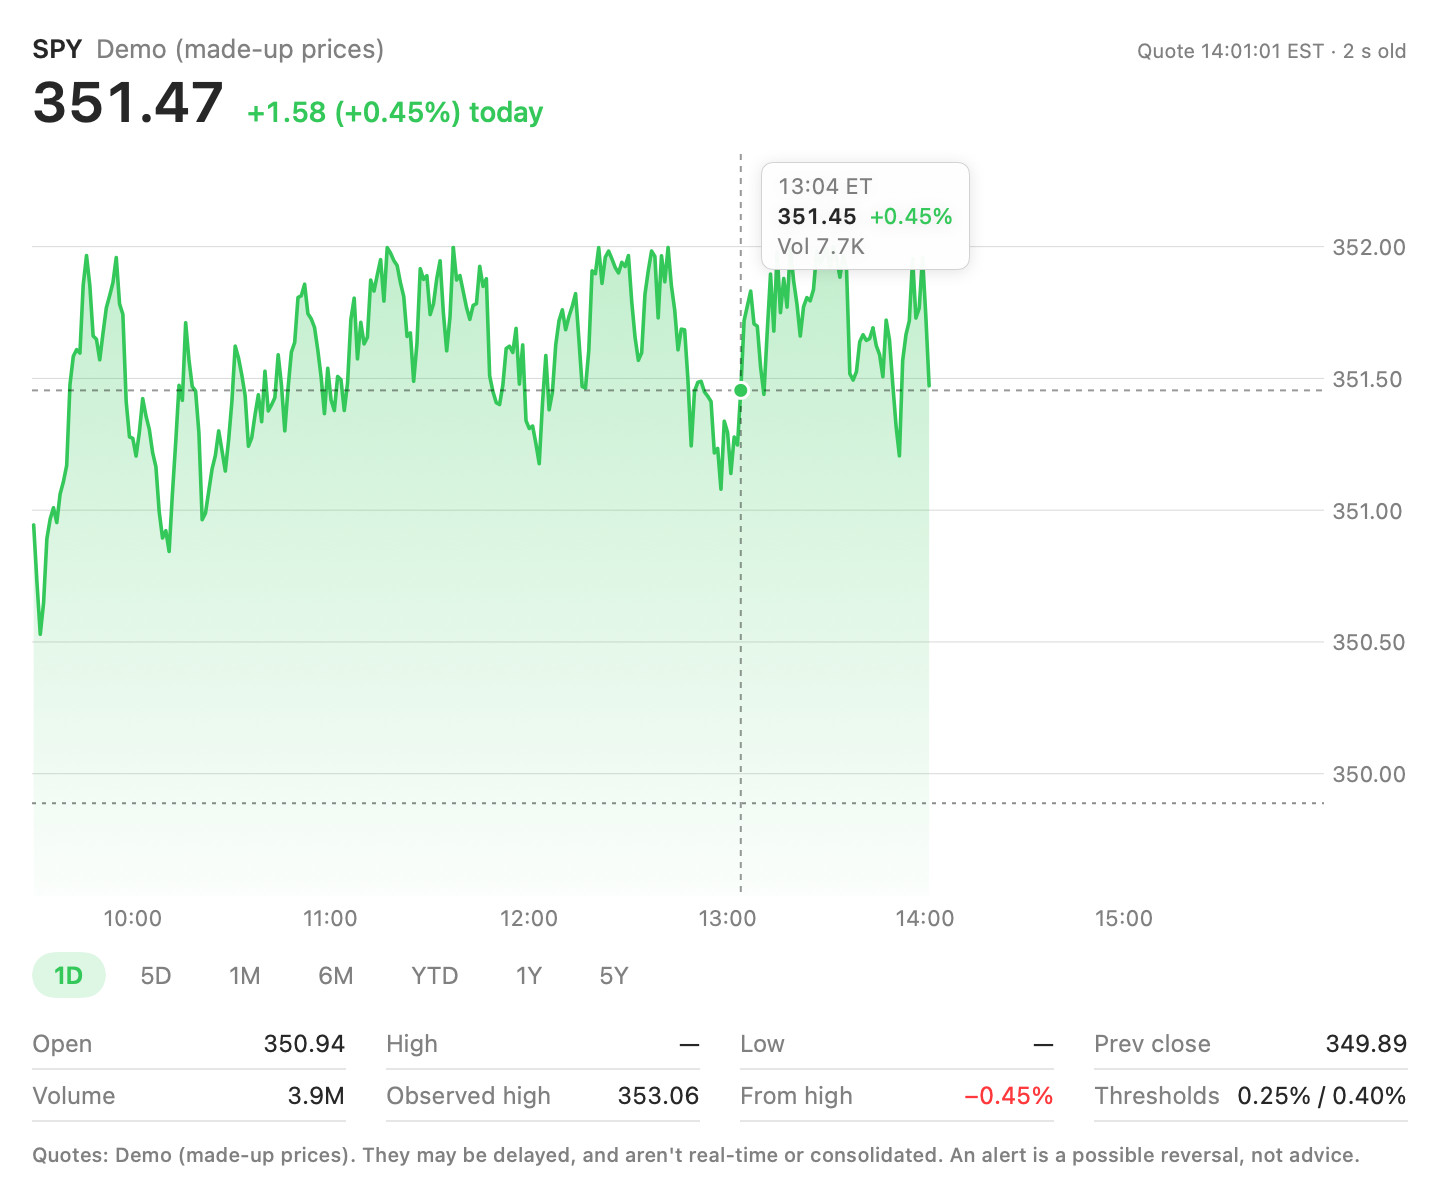 SPY Demo (made-up prices)
Quote 14:01:01 EST · 2 s old
351.47 +1.58 (+0.45%) today
13:04 ET
351.45 +0.45%
Vol 7.7K
352.00
351.50
351.00
350.50
350.00
10:00 11:00 12:00 13:00 14:00 15:00
1D 5D 1M 6M YTD 1Y 5Y
Open 350.94 High — Low — Prev close 349.89
Volume 3.9M Observed high 353.06 From high −0.45% Thresholds 0.25% / 0.40%
Quotes: Demo (made-up prices). They may be delayed, and aren't real-time or consolidated. An alert is a possible reversal, not advice.